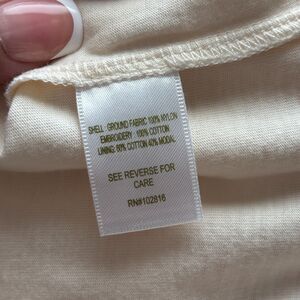 SHELL : GROUND FABRIC 100% NYLON
EMBROIDERY : 100% COTTON
LINING: 60% COTTON 40% MODAL
SEE REVERSE FOR
CARE
RN#102816